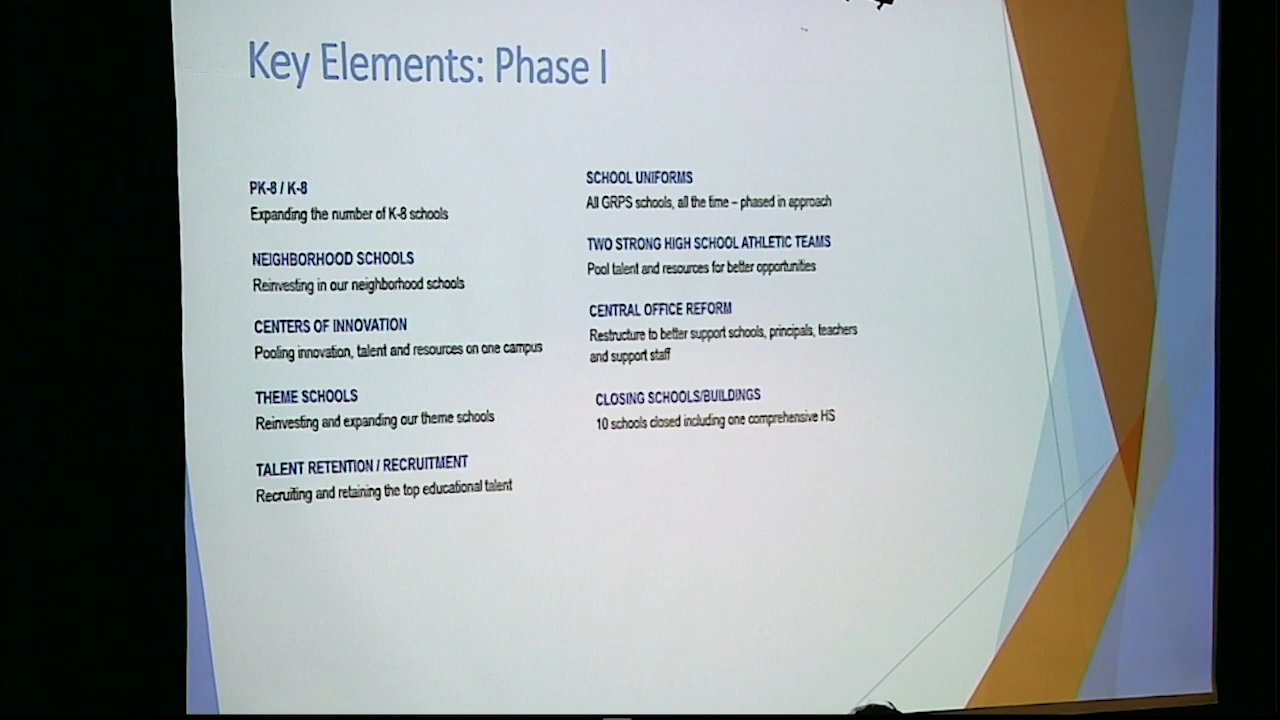 Key Elements: Phase I
PK-8 / K-8
Expanding the number of K-8 schools
NEIGHBORHOOD SCHOOLS
Reinvesting in our neighborhood schools
CENTERS OF INNOVATION
Pooling innovation, talent and resources on one campus
THEME SCHOOLS
Reinvesting and expanding our theme schools
TALENT RETENTION / RECRUITMENT
Recruiting and retaining the top educational talent
SCHOOL UNIFORMS
All GRPS schools, all the time – phased in approach
TWO STRONG HIGH SCHOOL ATHLETIC TEAMS
Pool talent and resources for better opportunities
CENTRAL OFFICE REFORM
Restructure to better support schools, principals, teachers
and support staff
CLOSING SCHOOLS/BUILDINGS
10 schools closed including one comprehensive HS